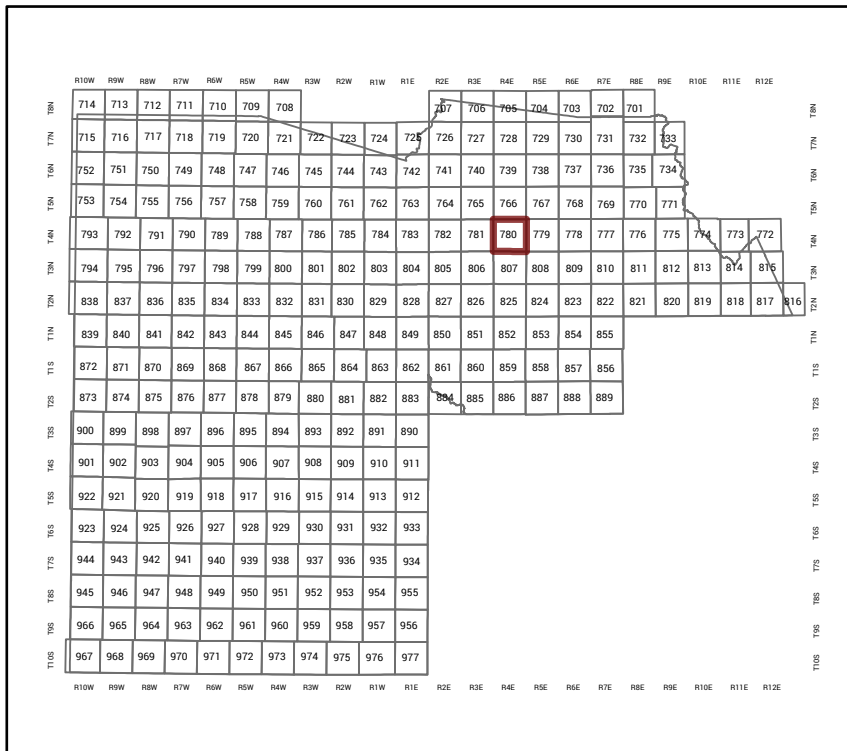 R10W R9W R8W R7W R6W R5W R4W R3W R2W R1W R1E R2E R3E R4E R5E R6E R7E R8E R9E R10E R11E R12E
T8N 714 713 712 711 710 709 708 707 706 705 704 703 702 701 T8N
T7N 715 716 717 718 719 720 721 722 723 724 725 726 727 728 729 730 731 732 733 T7N
T6N 752 751 750 749 748 747 746 745 744 743 742 741 740 739 738 737 736 735 734 T6N
T5N 753 754 755 756 757 758 759 760 761 762 763 764 765 766 767 768 769 770 771 T5N
T4N 793 792 791 790 789 788 787 786 785 784 783 782 781 780 779 778 777 776 775 774 773 772 T4N
T3N 794 795 796 797 798 799 800 801 802 803 804 805 806 807 808 809 810 811 812 813 814 815 T3N
T2N 838 837 836 835 834 833 832 831 830 829 828 827 826 825 824 823 822 821 820 819 818 817 816 T2N
T1N 839 840 841 842 843 844 845 846 847 848 849 850 851 852 853 854 855 T1N
T1S 872 871 870 869 868 867 866 865 864 863 862 861 860 859 858 857 856 T1S
T2S 873 874 875 876 877 878 879 880 881 882 883 884 885 886 887 888 889 T2S
T3S 900 899 898 897 896 895 894 893 892 891 890 T3S
T4S 901 902 903 904 905 906 907 908 909 910 911 T4S
T5S 922 921 920 919 918 917 916 915 914 913 912 T5S
T6S 923 924 925 926 927 928 929 930 931 932 933 T6S
T7S 944 943 942 941 940 939 938 937 936 935 934 T7S
T8S 945 946 947 948 949 950 951 952 953 954 955 T8S
T9S 966 965 964 963 962 961 960 959 958 957 956 T9S
T10S 967 968 969 970 971 972 973 974 975 976 977 T10S
R10W R9W R8W R7W R6W R5W R4W R3W R2W R1W R1E R2E R3E R4E R5E R6E R7E R8E R9E R10E R11E R12E